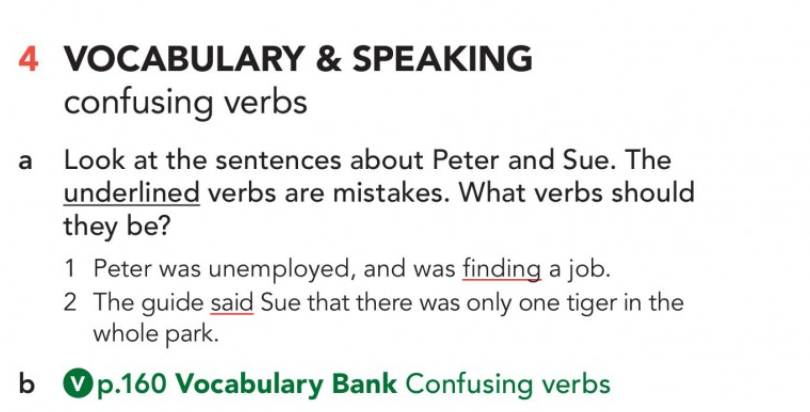 4 VOCABULARY & SPEAKING
confusing verbs
a Look at the sentences about Peter and Sue. The
underlined verbs are mistakes. What verbs should
they be?
1 Peter was unemployed, and was finding a job.
2 The guide said Sue that there was only one tiger in the
whole park.
b V p.160 Vocabulary Bank Confusing verbs